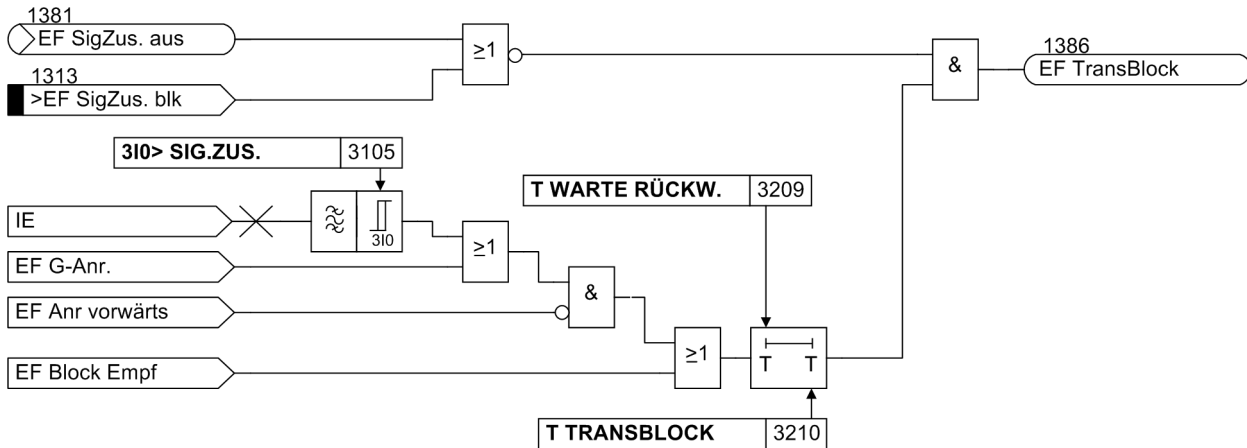 1381
EF SigZus. aus
≥1
&
1386
EF TransBlock
1313
>EF SigZus. blk
3I0> SIG.ZUS. 3105
T WARTE RÜCKW. 3209
IE
3I0
≥1
EF G-Anr.
&
EF Anr vorwärts
≥1
T T
EF Block Empf
T TRANSBLOCK 3210